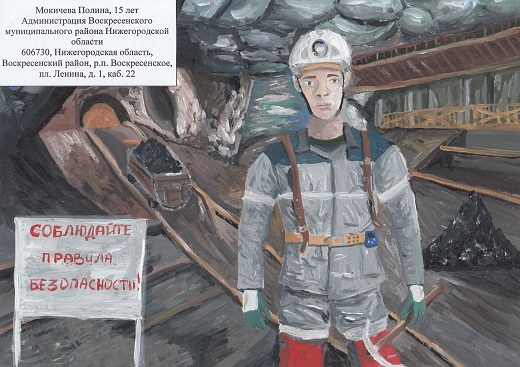 Мокичева Полина, 15 лет
Администрация Воскресенского
муниципального района Нижегородской
области
606730, Нижегородская область,
Воскресенский район, р.п. Воскресенское,
пл. Ленина, д. 1, каб. 22
СОБЛЮДАЙТЕ
ПРАВИЛА
БЕЗОПАСНОСТИ!